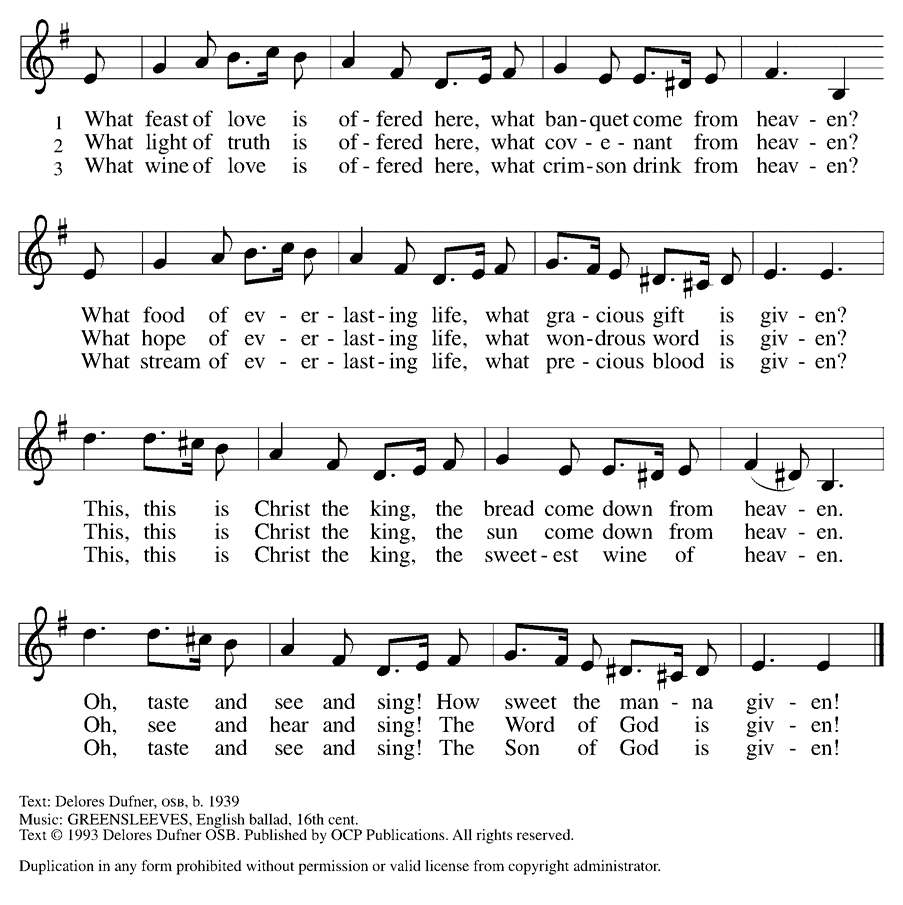 1 What feast of love is of - fered here, what ban - quet come from heav - en?
2 What light of truth is of - fered here, what cov - e - nant from heav - en?
3 What wine of love is of - fered here, what crim - son drink from heav - en?
What food of ev - er - last - ing life, what gra - cious gift is giv - en?
What hope of ev - er - last - ing life, what won - drous word is giv - en?
What stream of ev - er - last - ing life, what pre - cious blood is giv - en?
This, this is Christ the king, the bread come down from heav - en.
This, this is Christ the king, the sun come down from heav - en.
This, this is Christ the king, the sweet - est wine of heav - en.
Oh, taste and see and sing! How sweet the man - na giv - en!
Oh, see and hear and sing! The Word of God is giv - en!
Oh, taste and see and sing! The Son of God is giv - en!
Text: Delores Dufner, OSB, b. 1939
Music: GREENSLEEVES, English ballad, 16th cent.
Text © 1993 Delores Dufner OSB. Published by OCP Publications. All rights reserved.
Duplication in any form prohibited without permission or valid license from copyright administrator.